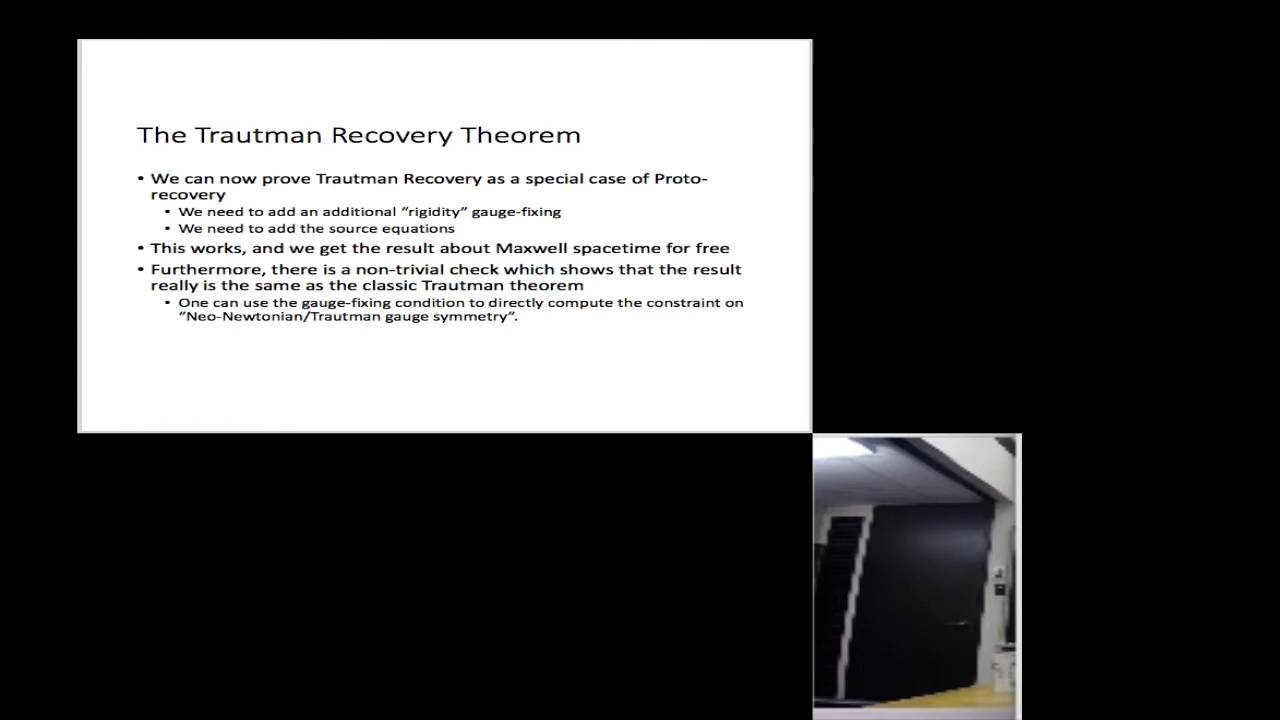 The Trautman Recovery Theorem
• We can now prove Trautman Recovery as a special case of Proto-
recovery
• We need to add an additional “rigidity” gauge-fixing
• We need to add the source equations
• This works, and we get the result about Maxwell spacetime for free
• Furthermore, there is a non-trivial check which shows that the result
really is the same as the classic Trautman theorem
• One can use the gauge-fixing condition to directly compute the constraint on
“Neo-Newtonian/Trautman gauge symmetry”.